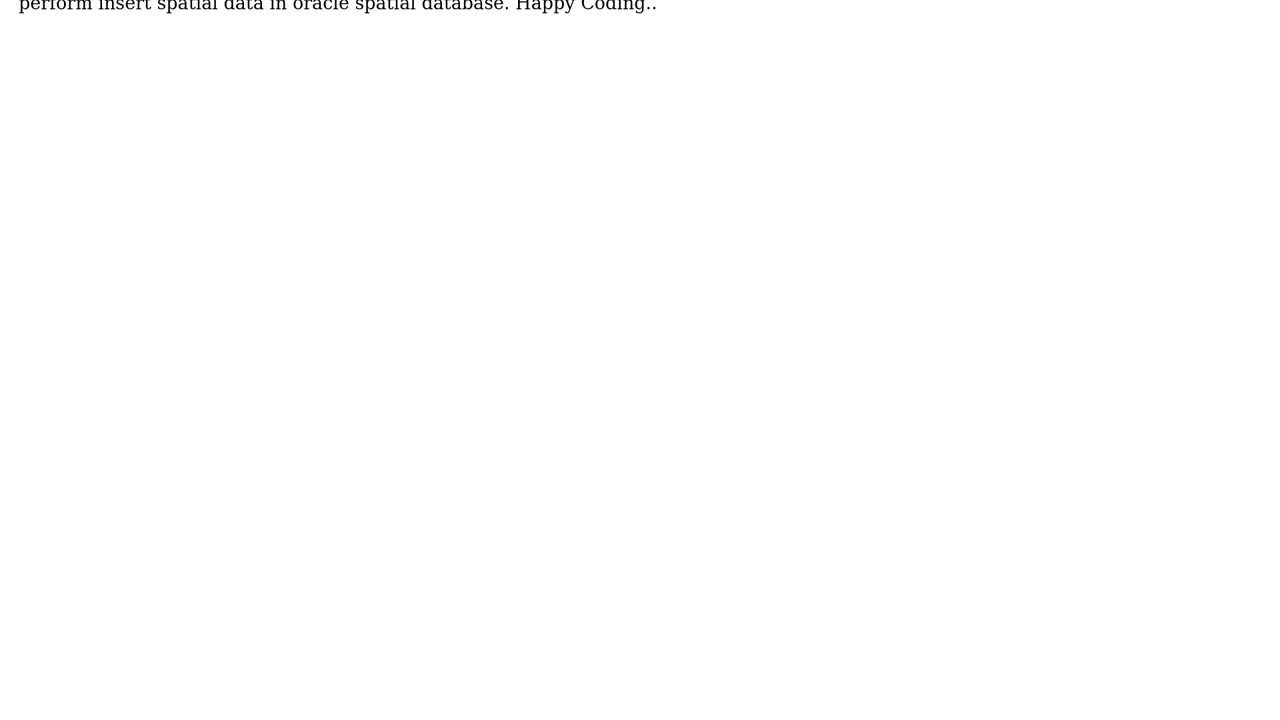 perform insert spatial data in oracle spatial database. Happy Coding..